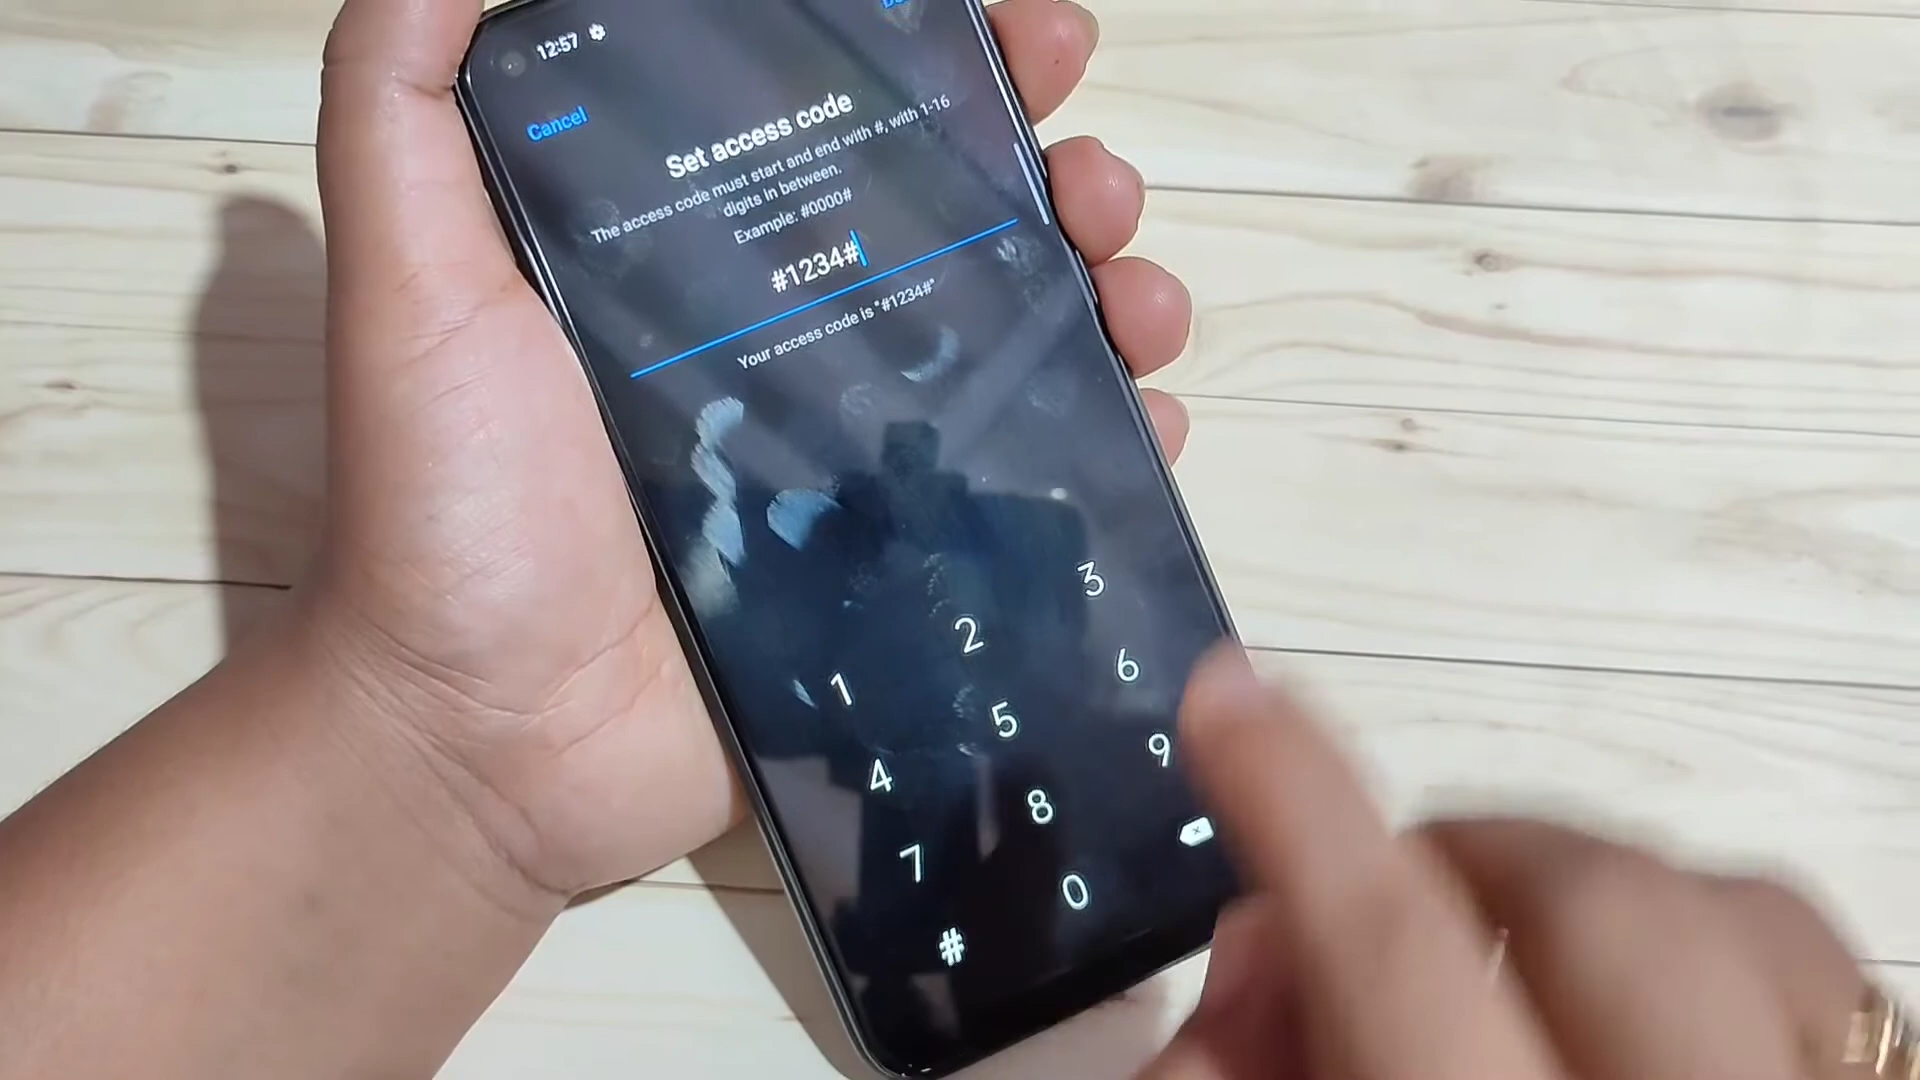 12:57
Cancel
Set access code
The access code must start and end with #, with 1-16
digits in between.
Example: #0000#
#1234#
Your access code is "#1234#"
1 2 3
4 5 6
7 8 9
# 0